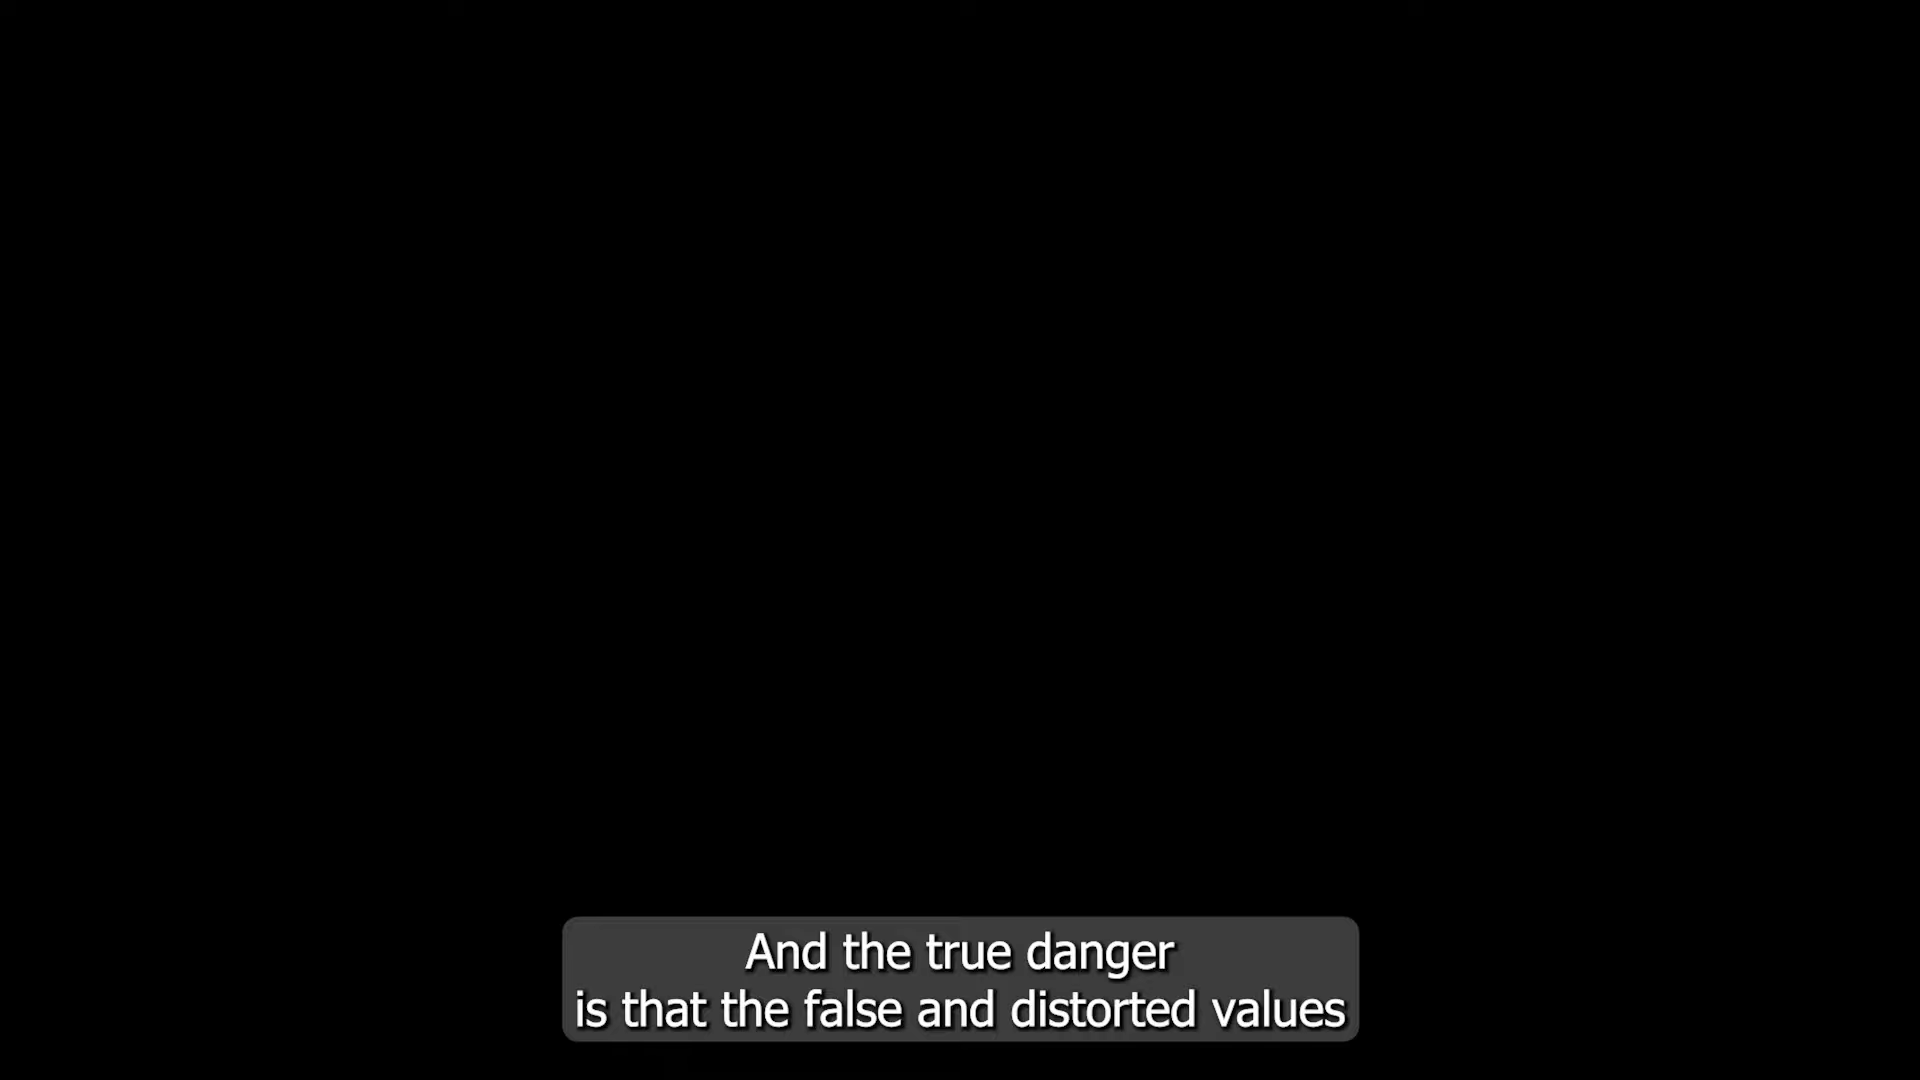 And the true danger
is that the false and distorted values